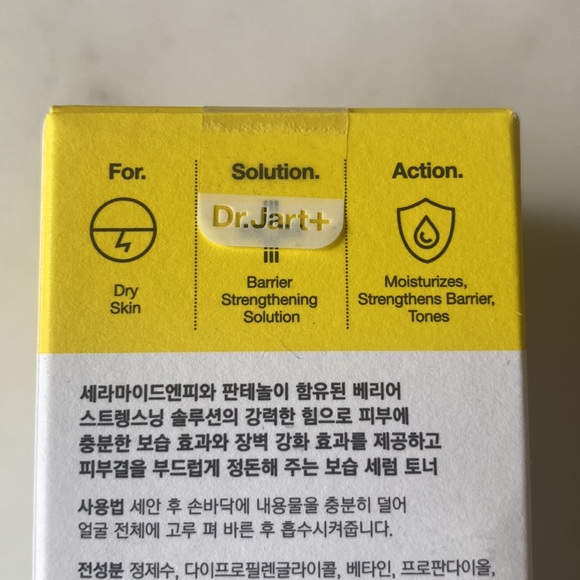 For.
Solution.
Action.
Dr.Jart+
Dry
Skin
Barrier
Strengthening
Solution
Moisturizes,
Strengthens Barrier,
Tones
세라마이드엔피와 판테놀이 함유된 베리어
스트렝스닝 솔루션의 강력한 힘으로 피부에
충분한 보습 효과와 장벽 강화 효과를 제공하고
피부결을 부드럽게 정돈해 주는 보습 세럼 토너
사용법 세안 후 손바닥에 내용물을 충분히 덜어
얼굴 전체에 고루 펴 바른 후 흡수시켜줍니다.
전성분 정제수, 다이프로필렌글라이콜, 베타인, 프로판다이올,